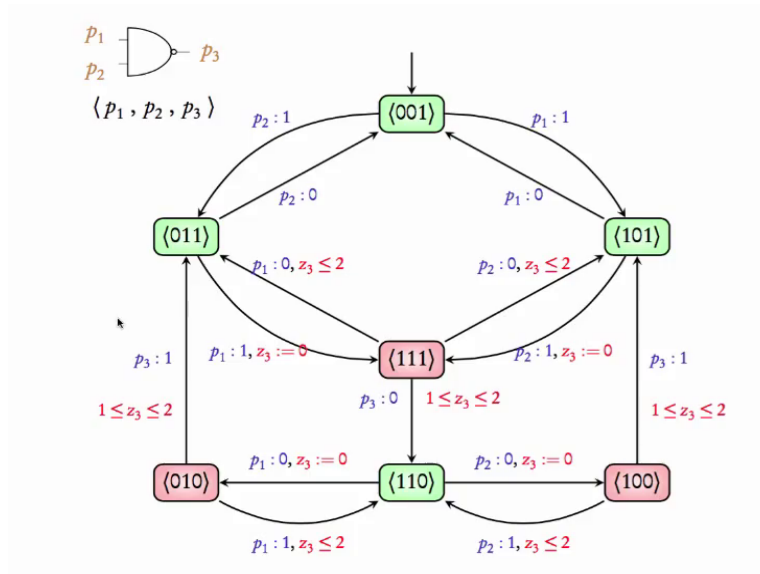 p₁
p₂
p₃
⟨ p₁ , p₂ , p₃ ⟩
⟨001⟩
p₂ : 1
p₁ : 1
p₂ : 0
p₁ : 0
⟨011⟩
⟨101⟩
p₁ : 0, z₃ ≤ 2
p₂ : 0, z₃ ≤ 2
p₁ : 1, z₃ := 0
⟨111⟩
p₂ : 1, z₃ := 0
p₃ : 1
p₃ : 1
1 ≤ z₃ ≤ 2
p₃ : 0
1 ≤ z₃ ≤ 2
1 ≤ z₃ ≤ 2
p₁ : 0, z₃ := 0
p₂ : 0, z₃ := 0
⟨010⟩
⟨110⟩
⟨100⟩
p₁ : 1, z₃ ≤ 2
p₂ : 1, z₃ ≤ 2